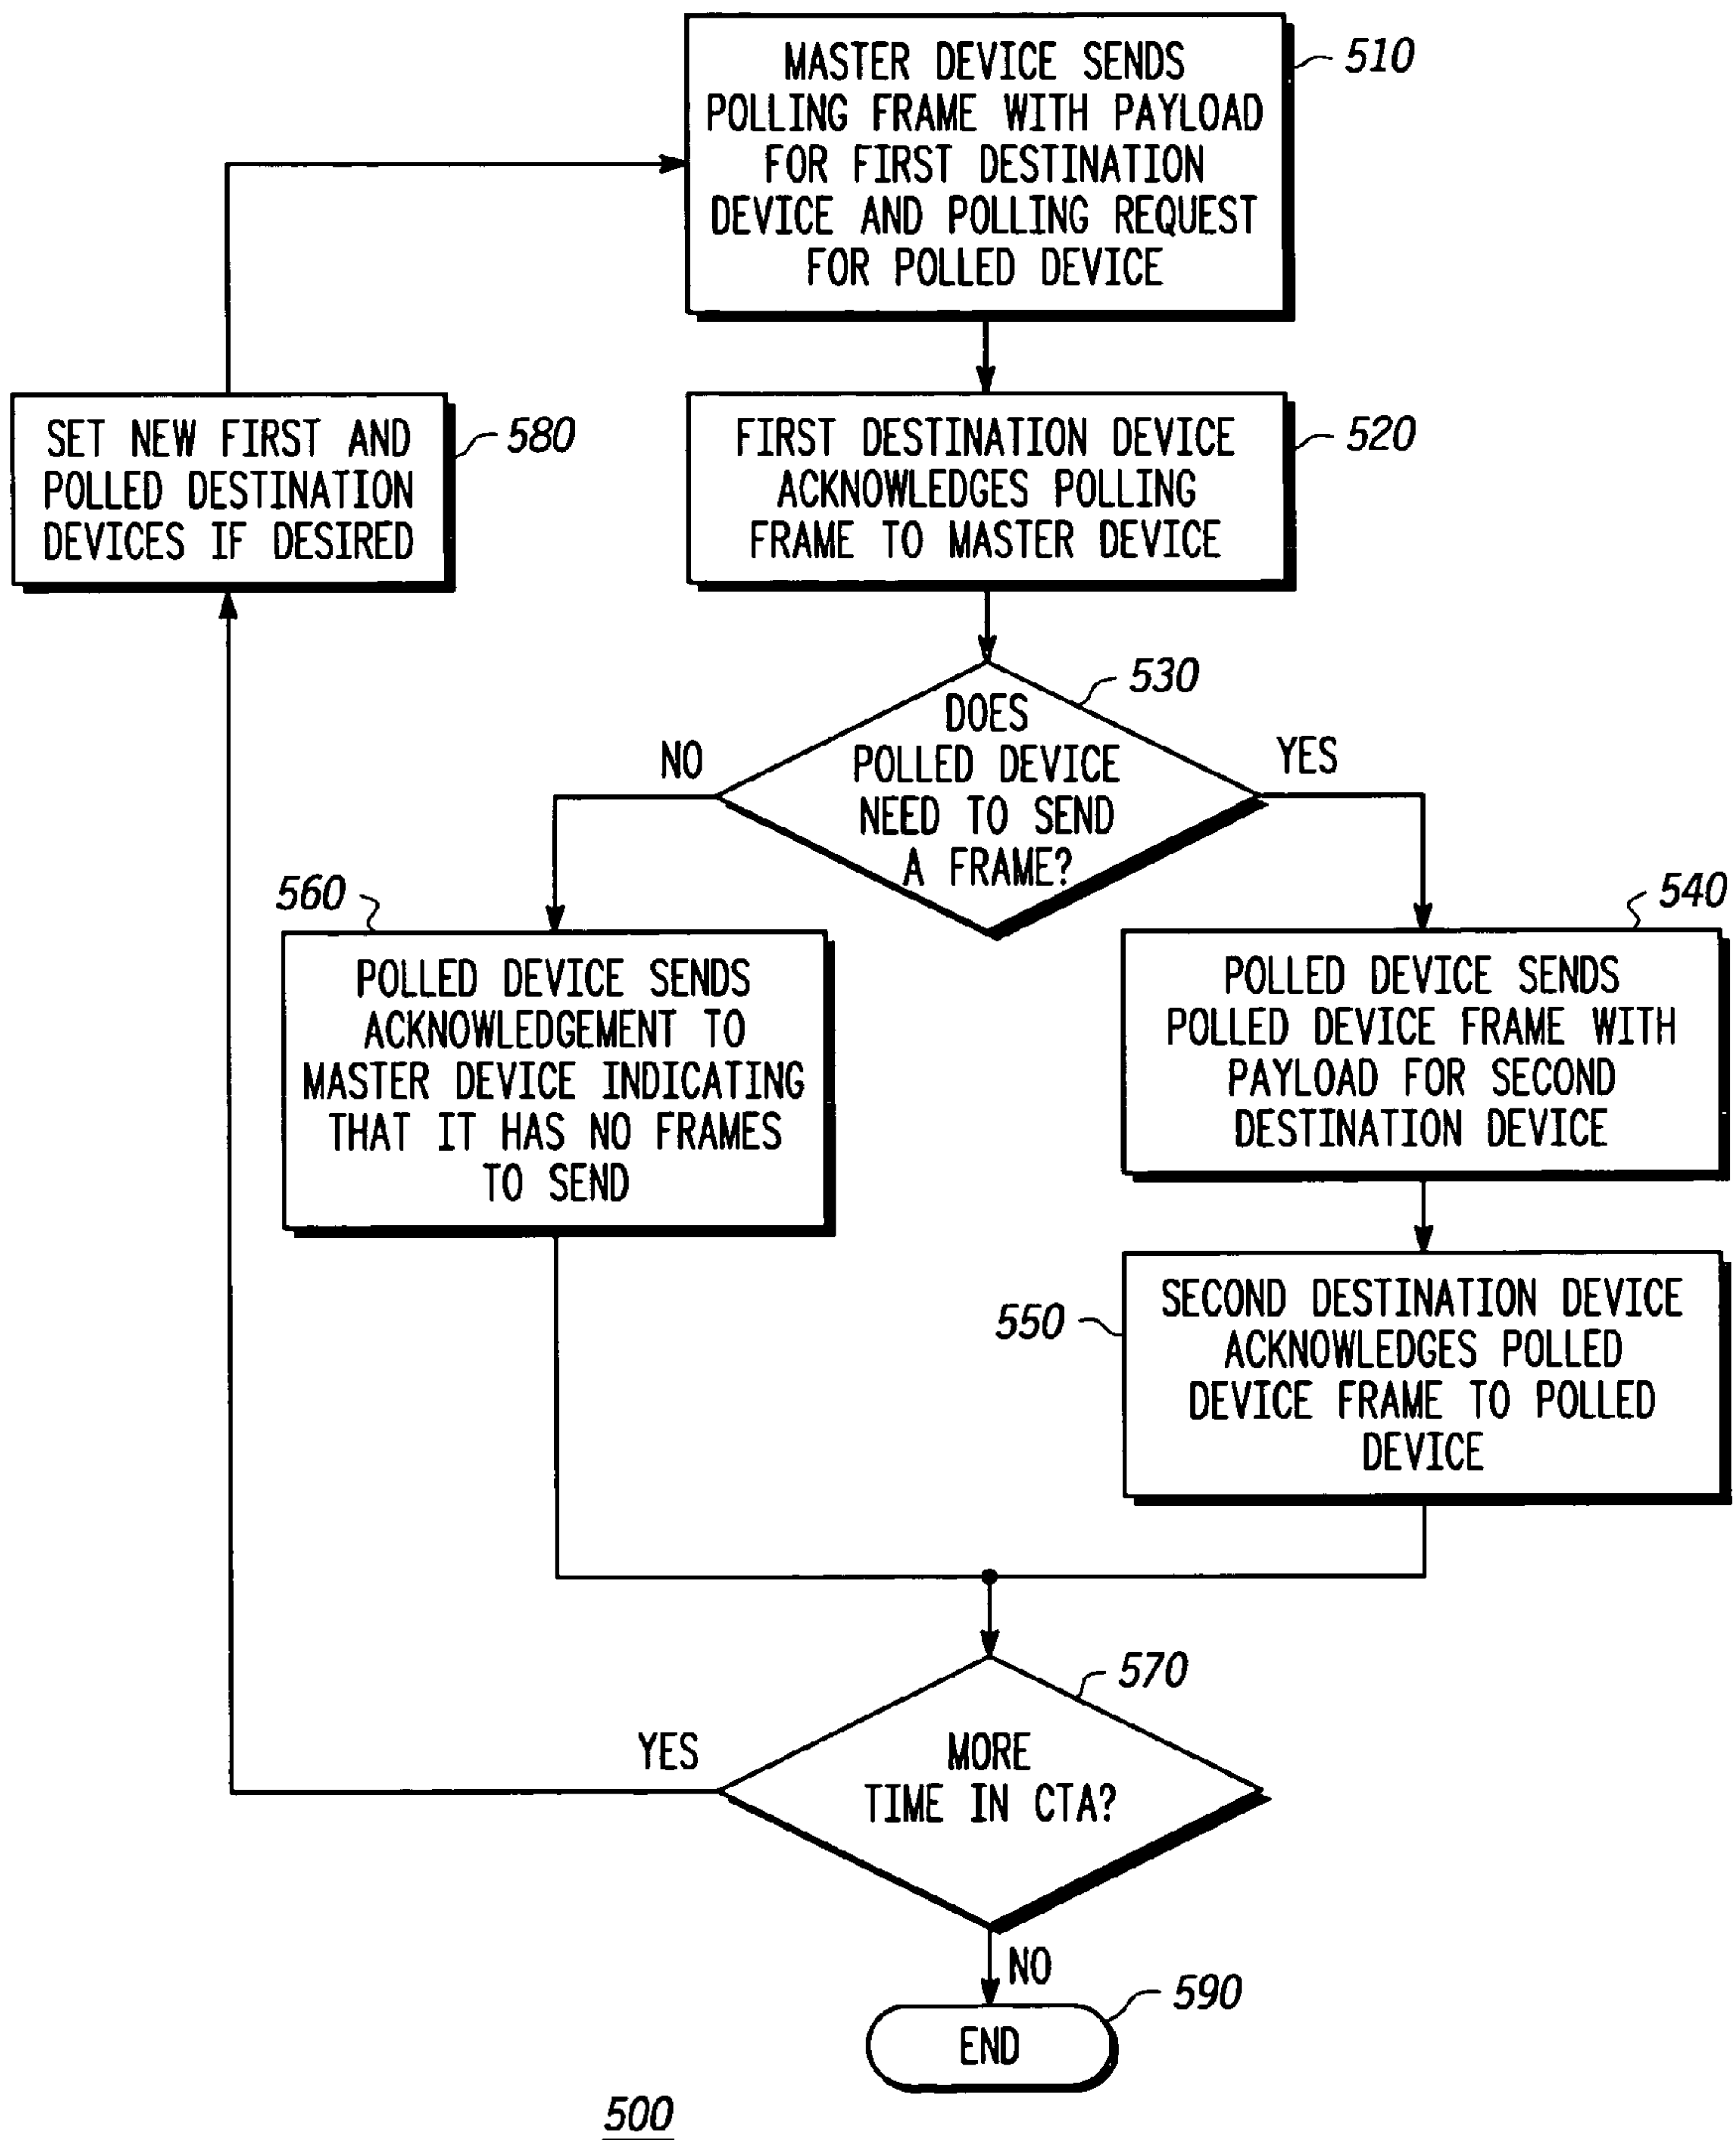 MASTER DEVICE SENDS
POLLING FRAME WITH PAYLOAD
FOR FIRST DESTINATION
DEVICE AND POLLING REQUEST
FOR POLLED DEVICE
510
SET NEW FIRST AND
POLLED DESTINATION
DEVICES IF DESIRED
580
FIRST DESTINATION DEVICE
ACKNOWLEDGES POLLING
FRAME TO MASTER DEVICE
520
530
DOES
POLLED DEVICE
NEED TO SEND
A FRAME?
NO
YES
560
POLLED DEVICE SENDS
ACKNOWLEDGEMENT TO
MASTER DEVICE INDICATING
THAT IT HAS NO FRAMES
TO SEND
540
POLLED DEVICE SENDS
POLLED DEVICE FRAME WITH
PAYLOAD FOR SECOND
DESTINATION DEVICE
550
SECOND DESTINATION DEVICE
ACKNOWLEDGES POLLED
DEVICE FRAME TO POLLED
DEVICE
570
YES
MORE
TIME IN CTA?
NO
590
END
500